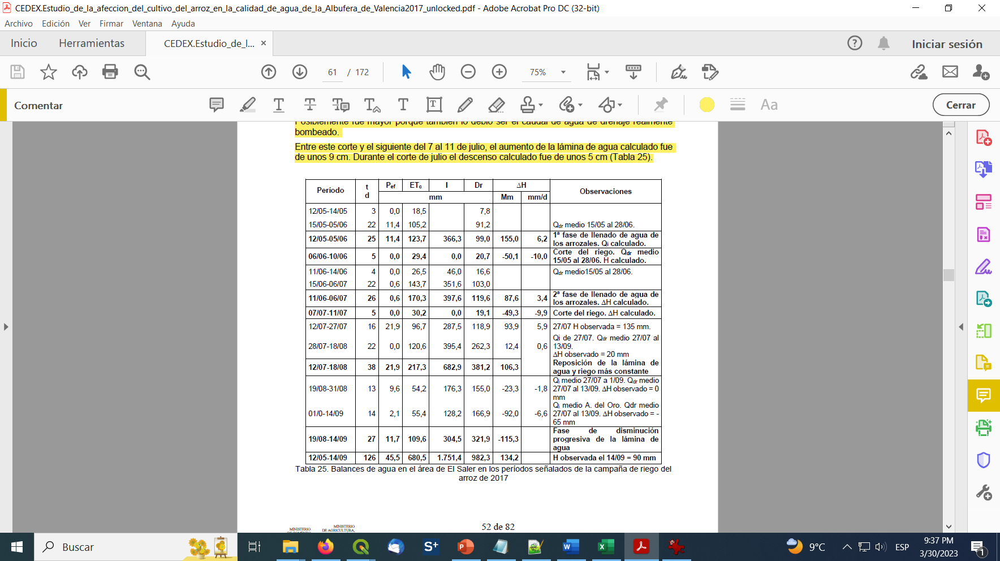 CEDEX.Estudio_de_la_afeccion_del_cultivo_del_arroz_en_la_calidad_de_agua_de_la_Albufera_de_Valencia2017_unlocked.pdf - Adobe Acrobat Pro DC (32-bit)
Archivo Edición Ver Firmar Ventana Ayuda
Inicio Herramientas CEDEX.Estudio_de_l... × Iniciar sesión
61 / 172 75%
Comentar Cerrar
Posiblemente fue mayor porque también lo debió ser el caudal de agua de drenaje realmente
bombeado.
Entre este corte y el siguiente del 7 al 11 de julio, el aumento de la lámina de agua calculado fue
de unos 9 cm. Durante el corte de julio el descenso calculado fue de unos 5 cm (Tabla 25).
Período t d Pef ETc I Dr ΔH Observaciones
mm Mm mm/d
12/05-14/05 3 0,0 18,5 7,8
15/05-05/06 22 11,4 105,2 91,2 Qdr medio 15/05 al 28/06.
12/05-05/06 25 11,4 123,7 366,3 99,0 155,0 6,2 1ª fase de llenado de agua de
los arrozales. Qi calculado.
06/06-10/06 5 0,0 29,4 0,0 20,7 -50,1 -10,0 Corte del riego. Qdr medio
15/05 al 28/06. H calculado.
11/06-14/06 4 0,0 26,5 46,0 16,6 Qdr medio15/05 al 28/06.
15/06-06/07 22 0,6 143,7 351,6 103,0
11/06-06/07 26 0,6 170,3 397,6 119,6 87,6 3,4 2ª fase de llenado de agua de
los arrozales. ΔH calculado.
07/07-11/07 5 0,0 30,2 0,0 19,1 -49,3 -9,9 Corte del riego. ΔH calculado.
12/07-27/07 16 21,9 96,7 287,5 118,9 93,9 5,9 27/07 H observada = 135 mm.
28/07-18/08 22 0,0 120,6 395,4 262,3 12,4 0,6 Qi de 27/07. Qdr medio 27/07 al
13/09.
ΔH observado = 20 mm
12/07-18/08 38 21,9 217,3 682,9 381,2 106,3 Reposición de la lámina de
agua y riego más constante
19/08-31/08 13 9,6 54,2 176,3 155,0 -23,3 -1,8 Qi medio 27/07 a 1/09. Qdr medio
27/07 al 13/09. ΔH observado = 0
mm
01/0-14/09 14 2,1 55,4 128,2 166,9 -92,0 -6,6 Qi medio A. del Oro. Qdr medio
27/07 al 13/09. ΔH observado = -
65 mm
19/08-14/09 27 11,7 109,6 304,5 321,9 -115,3 Fase de disminución
progresiva de la lámina de
agua
12/05-14/09 126 45,5 680,5 1.751,4 982,3 134,2 H observada el 14/09 = 90 mm
Tabla 25. Balances de agua en el área de El Saler en los períodos señalados de la campaña de riego del
arroz de 2017
52 de 82
MINISTERIO MINISTERIO
DE FOMENTO DE AGRICULTURA,
Buscar 9°C ESP 9:37 PM
3/30/2023 1